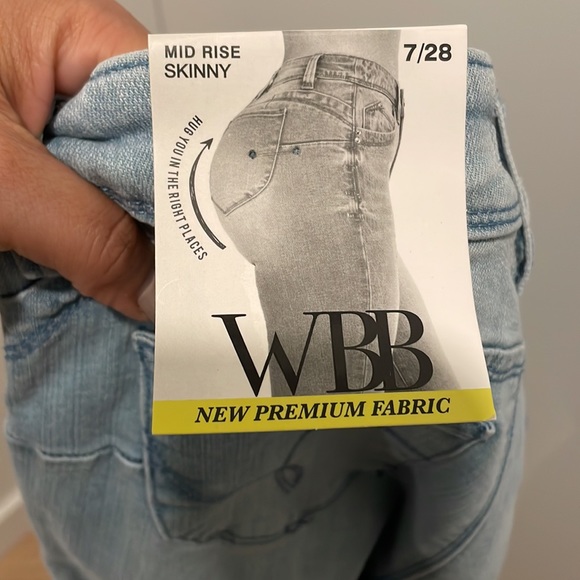 MID RISE
SKINNY
7/28
HUG YOU IN THE RIGHT PLACES
WBB
NEW PREMIUM FABRIC